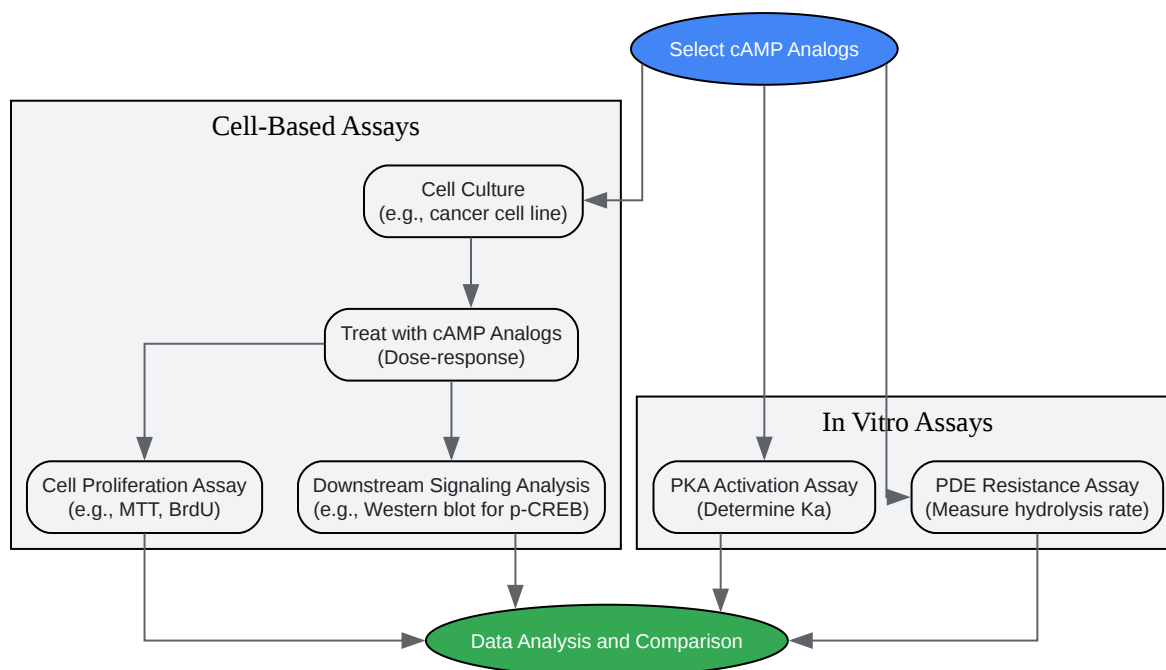 Select cAMP Analogs
Cell-Based Assays
Cell Culture
(e.g., cancer cell line)
Treat with cAMP Analogs
(Dose-response)
In Vitro Assays
Cell Proliferation Assay
(e.g., MTT, BrdU)
Downstream Signaling Analysis
(e.g., Western blot for p-CREB)
PKA Activation Assay
(Determine Ka)
PDE Resistance Assay
(Measure hydrolysis rate)
Data Analysis and Comparison